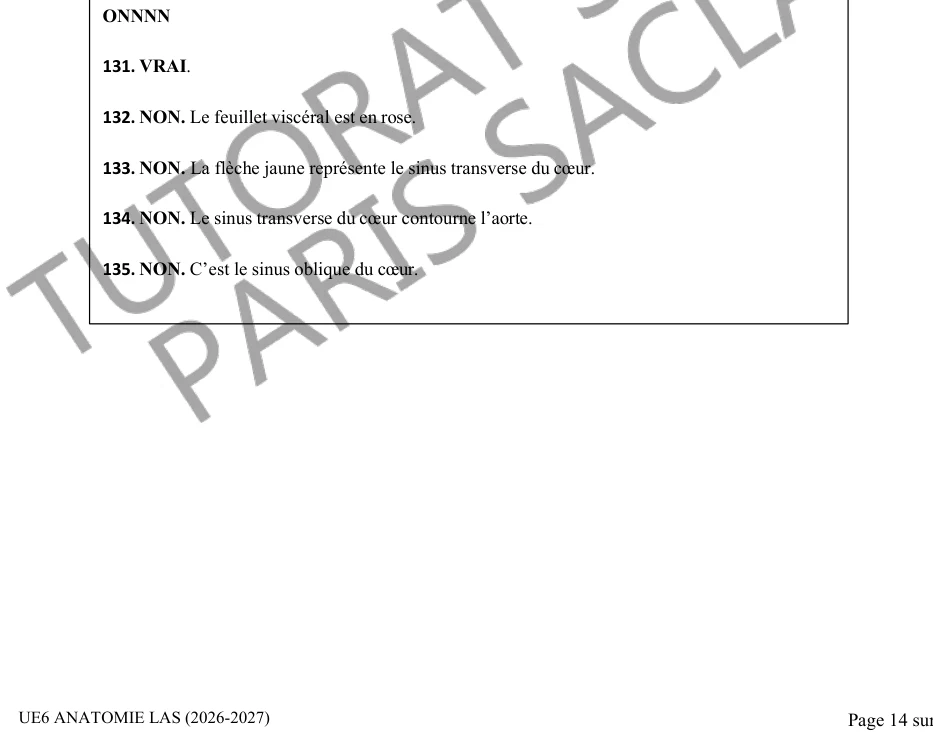 ONNNN
131. VRAI.
132. NON. Le feuillet viscéral est en rose.
133. NON. La flèche jaune représente le sinus transverse du cœur.
134. NON. Le sinus transverse du cœur contourne l’aorte.
135. NON. C’est le sinus oblique du cœur.
TUTORAT
PARIS SACLA
UE6 ANATOMIE LAS (2026-2027)
Page 14 sur